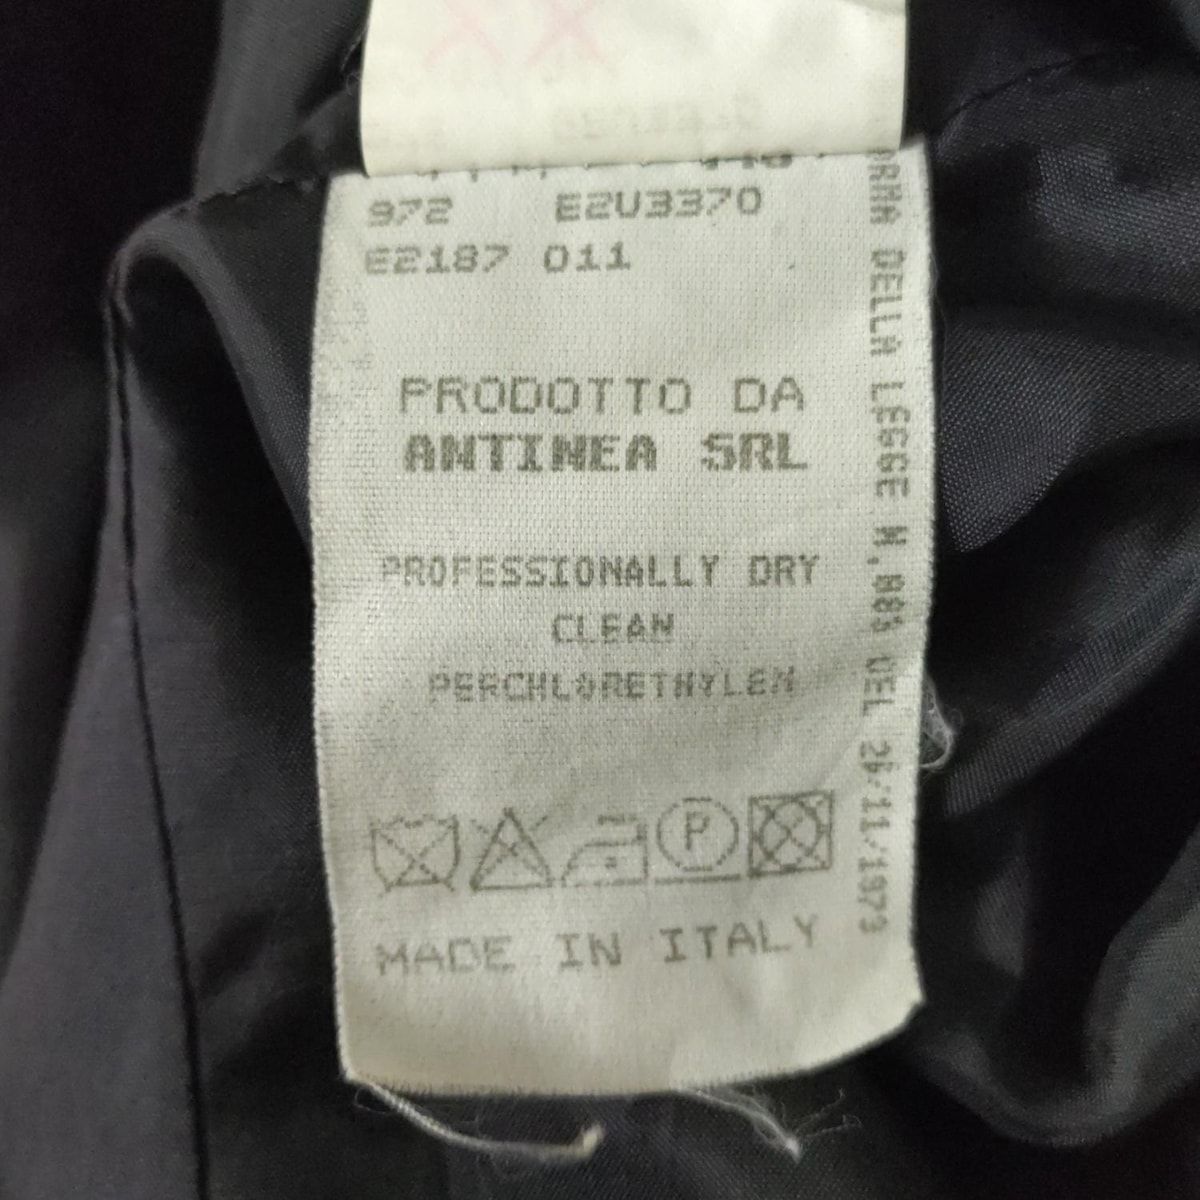 972 E2V3370
E2187 011
PRODOTTO DA
ANTINEA SRL
PROFESSIONALLY DRY
CLEAN
PERCHLORETHYLEN
P
MADE IN ITALY
DELLA LEGGE N.883 DEL 26/11/1973